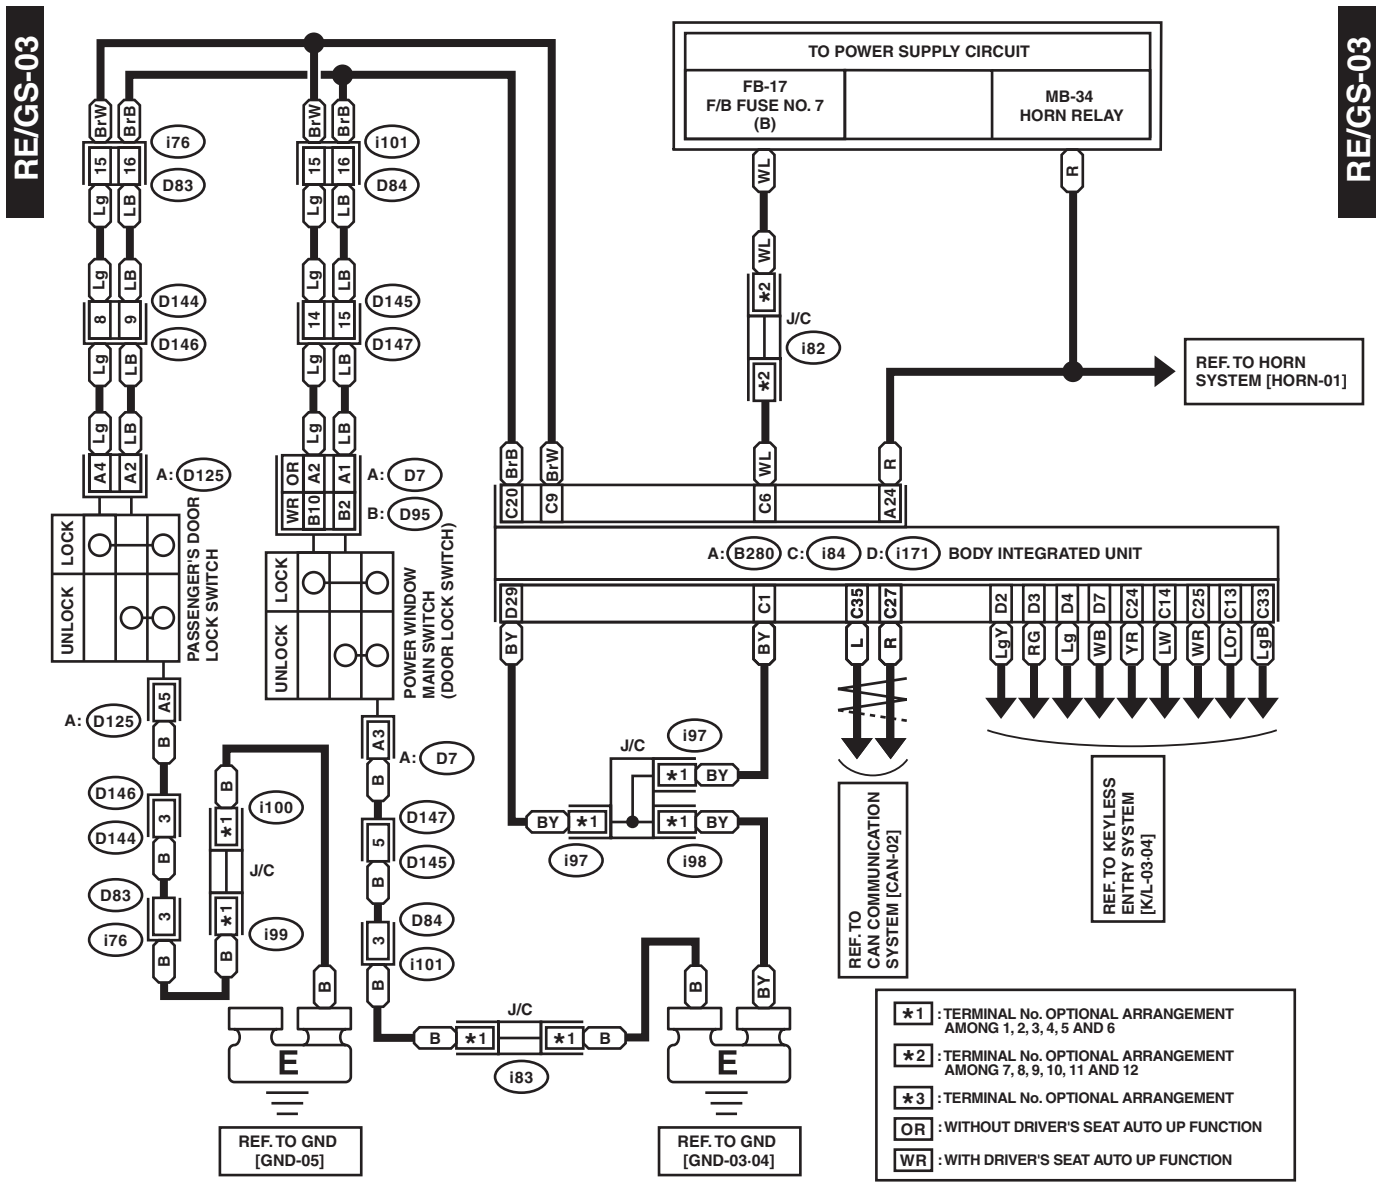 RE/GS-03
RE/GS-03
TO POWER SUPPLY CIRCUIT
FB-17
F/B FUSE NO. 7
(B)
MB-34
HORN RELAY
BrW
BrB
BrW
BrB
i76
i101
15
16
15
16
D83
D84
WL
R
Lg
LB
Lg
LB
WL
Lg
LB
Lg
LB
D144
D145
*2
8
9
14
15
J/C
D146
D147
i82
Lg
LB
Lg
LB
*2
REF. TO HORN
SYSTEM [HORN-01]
Lg
LB
Lg
LB
BrB
BrW
WL
R
A4
A2
A: D125
OR
A2
A1
A: D7
WR
B10
B2
B: D95
C20
C9
C6
A24
LOCK
UNLOCK
PASSENGER'S DOOR
LOCK SWITCH
LOCK
UNLOCK
POWER WINDOW
MAIN SWITCH
(DOOR LOCK SWITCH)
A: B280 C: i84 D: i171 BODY INTEGRATED UNIT
D29
C1
C35
C27
D2
D3
D4
D7
C24
C14
C25
C13
C33
BY
BY
L
R
LgY
RG
Lg
WB
YR
LW
WR
LOr
LgB
A5
A: D125
B
A3
A: D7
B
i97
J/C
*1
BY
BY
*1
*1
BY
i97
i98
D146
3
D144
B
D83
3
i76
B
B
i100
*1
J/C
*1
i99
B
B
D147
5
D145
B
D84
3
i101
B
REF. TO
CAN COMMUNICATION
SYSTEM [CAN-02]
REF. TO KEYLESS
ENTRY SYSTEM
[K/L-03·04]
B
BY
J/C
B
*1
*1
B
i83
E
E
REF. TO GND
[GND-05]
REF. TO GND
[GND-03·04]
*1 : TERMINAL No. OPTIONAL ARRANGEMENT
AMONG 1, 2, 3, 4, 5 AND 6
*2 : TERMINAL No. OPTIONAL ARRANGEMENT
AMONG 7, 8, 9, 10, 11 AND 12
*3 : TERMINAL No. OPTIONAL ARRANGEMENT
OR : WITHOUT DRIVER'S SEAT AUTO UP FUNCTION
WR : WITH DRIVER'S SEAT AUTO UP FUNCTION